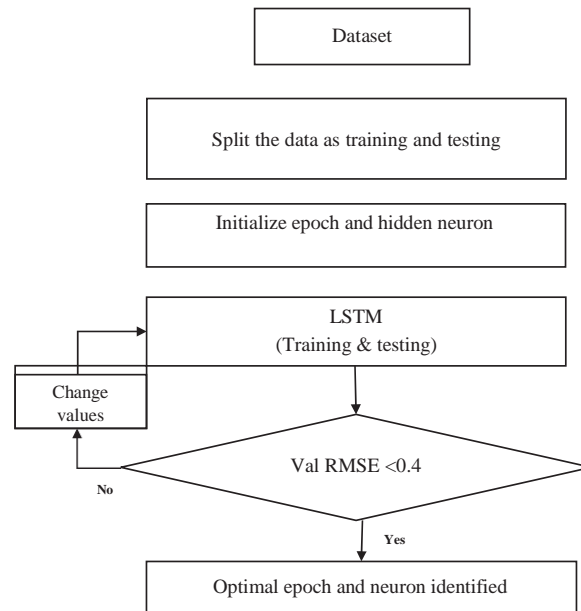 Dataset
Split the data as training and testing
Initialize epoch and hidden neuron
LSTM
(Training & testing)
Change
values
Val RMSE <0.4
No
Yes
Optimal epoch and neuron identified